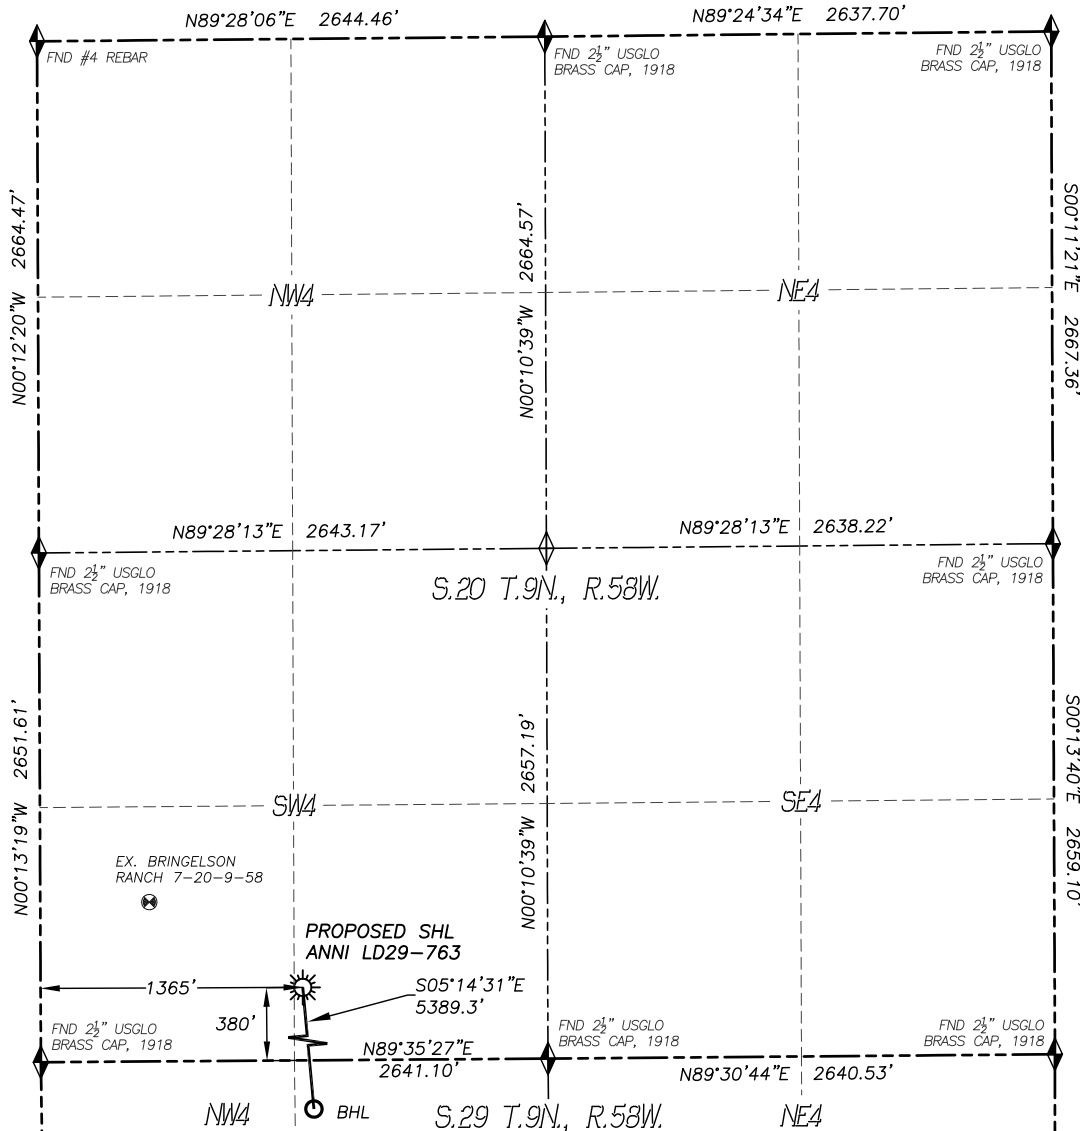 N89°28'06"E 2644.46'
N89°24'34"E 2637.70'
FND #4 REBAR
FND 2½" USGLO
BRASS CAP, 1918
FND 2½" USGLO
BRASS CAP, 1918
N00°12'20"W 2664.47'
N00°10'39"W 2664.57'
S00°11'21"E 2667.36'
NW4
NE4
N89°28'13"E 2643.17'
N89°28'13"E 2638.22'
FND 2½" USGLO
BRASS CAP, 1918
FND 2½" USGLO
BRASS CAP, 1918
S.20 T.9N., R.58W.
N00°13'19"W 2651.61'
N00°10'39"W 2657.19'
S00°13'40"E 2659.10'
SW4
SE4
EX. BRINGELSON
RANCH 7-20-9-58
PROPOSED SHL
ANNI LD29-763
1365'
S05°14'31"E
5389.3'
380'
FND 2½" USGLO
BRASS CAP, 1918
FND 2½" USGLO
BRASS CAP, 1918
FND 2½" USGLO
BRASS CAP, 1918
N89°35'27"E
2641.10'
N89°30'44"E 2640.53'
NW4
BHL
S.29 T.9N., R.58W.
NE4